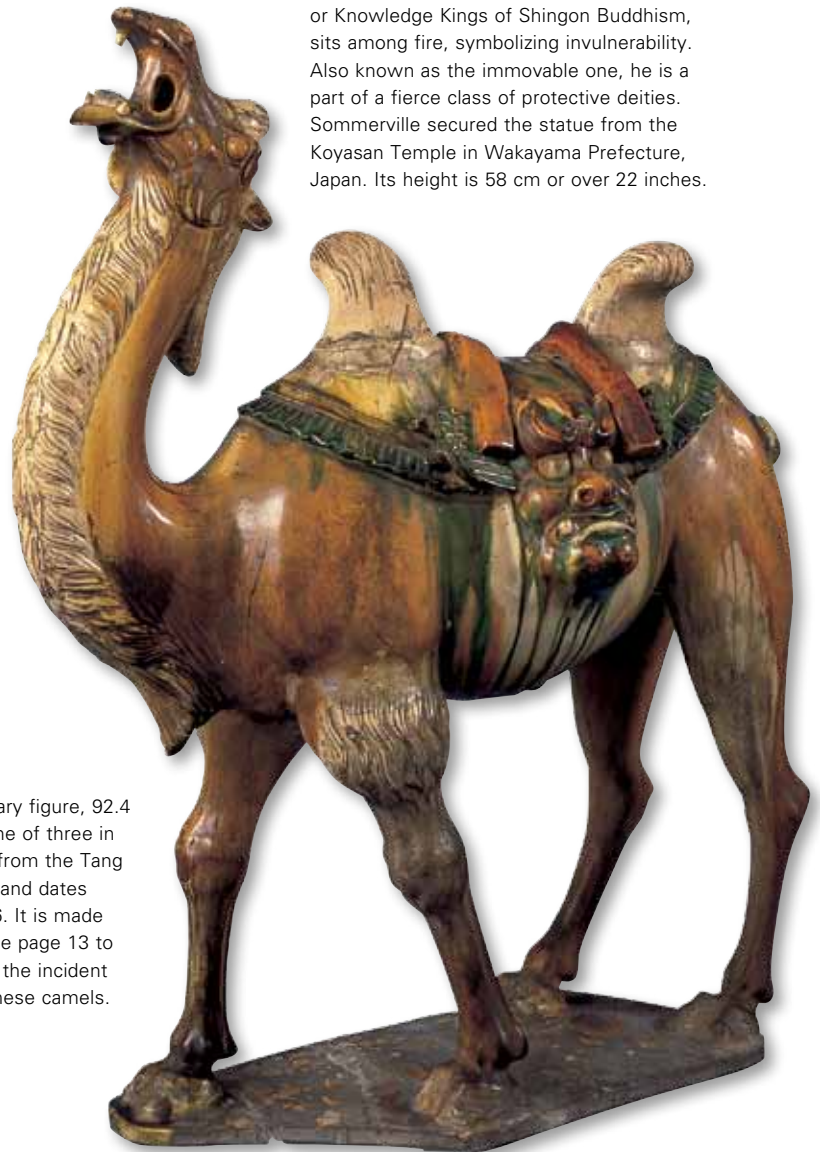 or Knowledge Kings of Shingon Buddhism,
sits among fire, symbolizing invulnerability.
Also known as the immovable one, he is a
part of a fierce class of protective deities.
Sommerville secured the statue from the
Koyasan Temple in Wakayama Prefecture,
Japan. Its height is 58 cm or over 22 inches.
ary figure, 92.4
ne of three in
from the Tang
and dates
6. It is made
e page 13 to
the incident
nese camels.